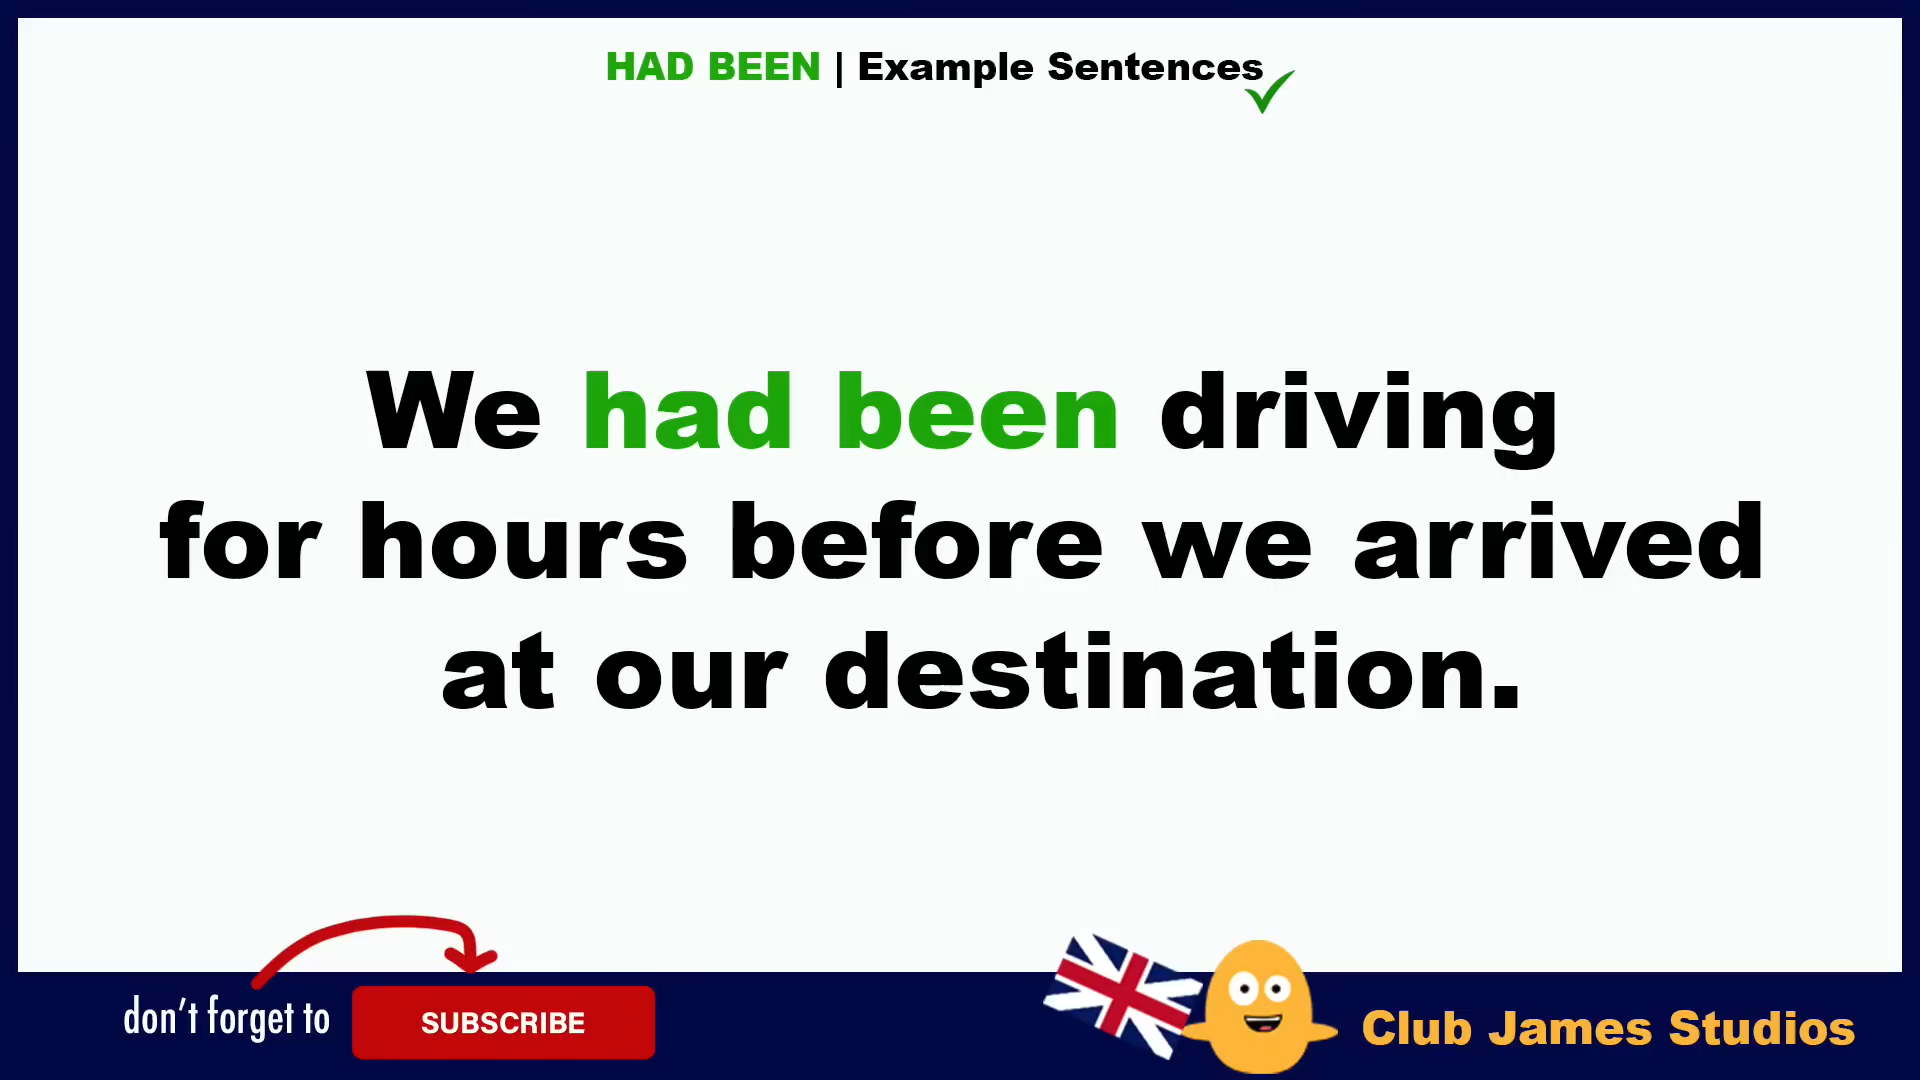 HAD BEEN | Example Sentences
We had been driving
for hours before we arrived
at our destination.
don't forget to
SUBSCRIBE
Club James Studios